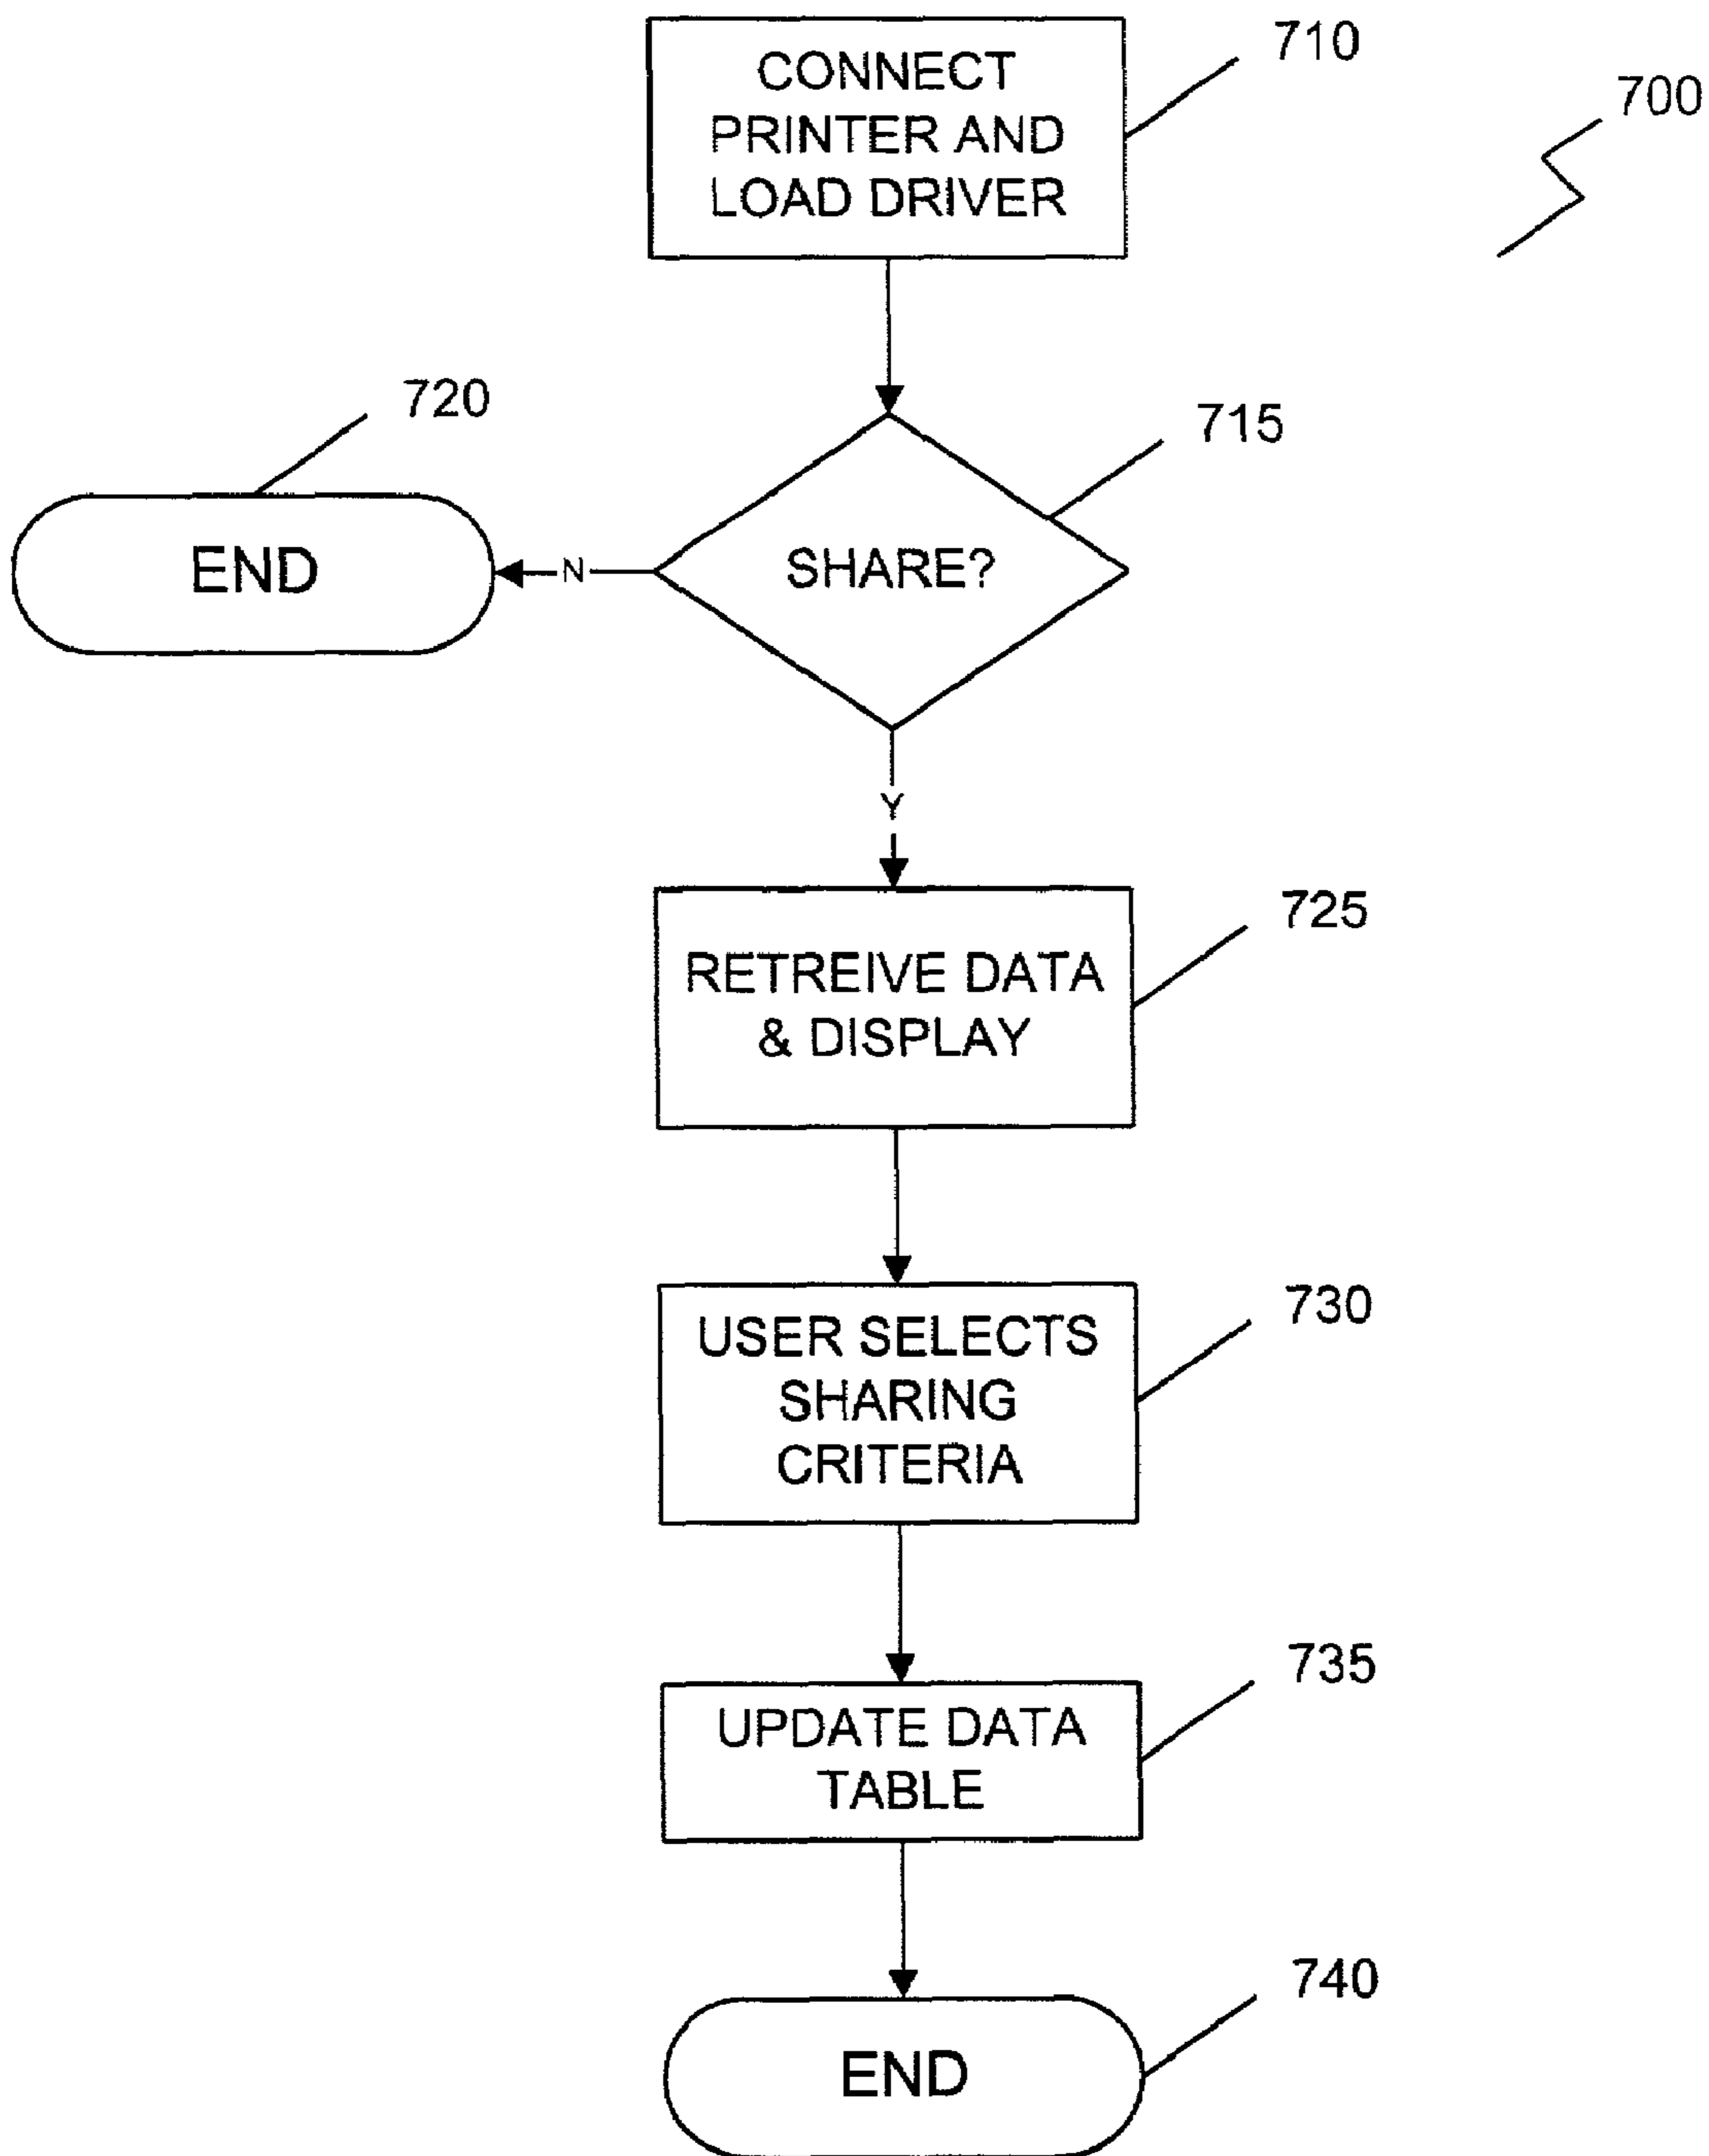 CONNECT
PRINTER AND
LOAD DRIVER
710
700
720
715
END
N
SHARE?
Y
725
RETREIVE DATA
& DISPLAY
730
USER SELECTS
SHARING
CRITERIA
735
UPDATE DATA
TABLE
740
END